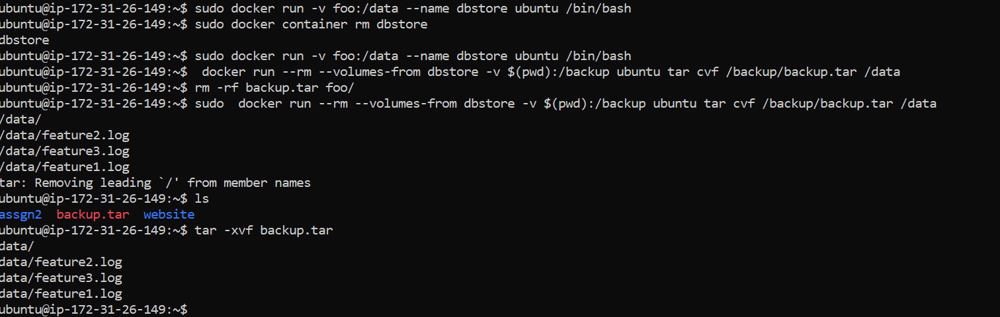 ubuntu@ip-172-31-26-149:~$ sudo docker run -v foo:/data --name dbstore ubuntu /bin/bash
ubuntu@ip-172-31-26-149:~$ sudo docker container rm dbstore
dbstore
ubuntu@ip-172-31-26-149:~$ sudo docker run -v foo:/data --name dbstore ubuntu /bin/bash
ubuntu@ip-172-31-26-149:~$  docker run --rm --volumes-from dbstore -v $(pwd):/backup ubuntu tar cvf /backup/backup.tar /data
ubuntu@ip-172-31-26-149:~$ rm -rf backup.tar foo/
ubuntu@ip-172-31-26-149:~$ sudo  docker run --rm --volumes-from dbstore -v $(pwd):/backup ubuntu tar cvf /backup/backup.tar /data
/data/
/data/feature2.log
/data/feature3.log
/data/feature1.log
tar: Removing leading `/' from member names
ubuntu@ip-172-31-26-149:~$ ls
assgn2  backup.tar  website
ubuntu@ip-172-31-26-149:~$ tar -xvf backup.tar
data/
data/feature2.log
data/feature3.log
data/feature1.log
ubuntu@ip-172-31-26-149:~$